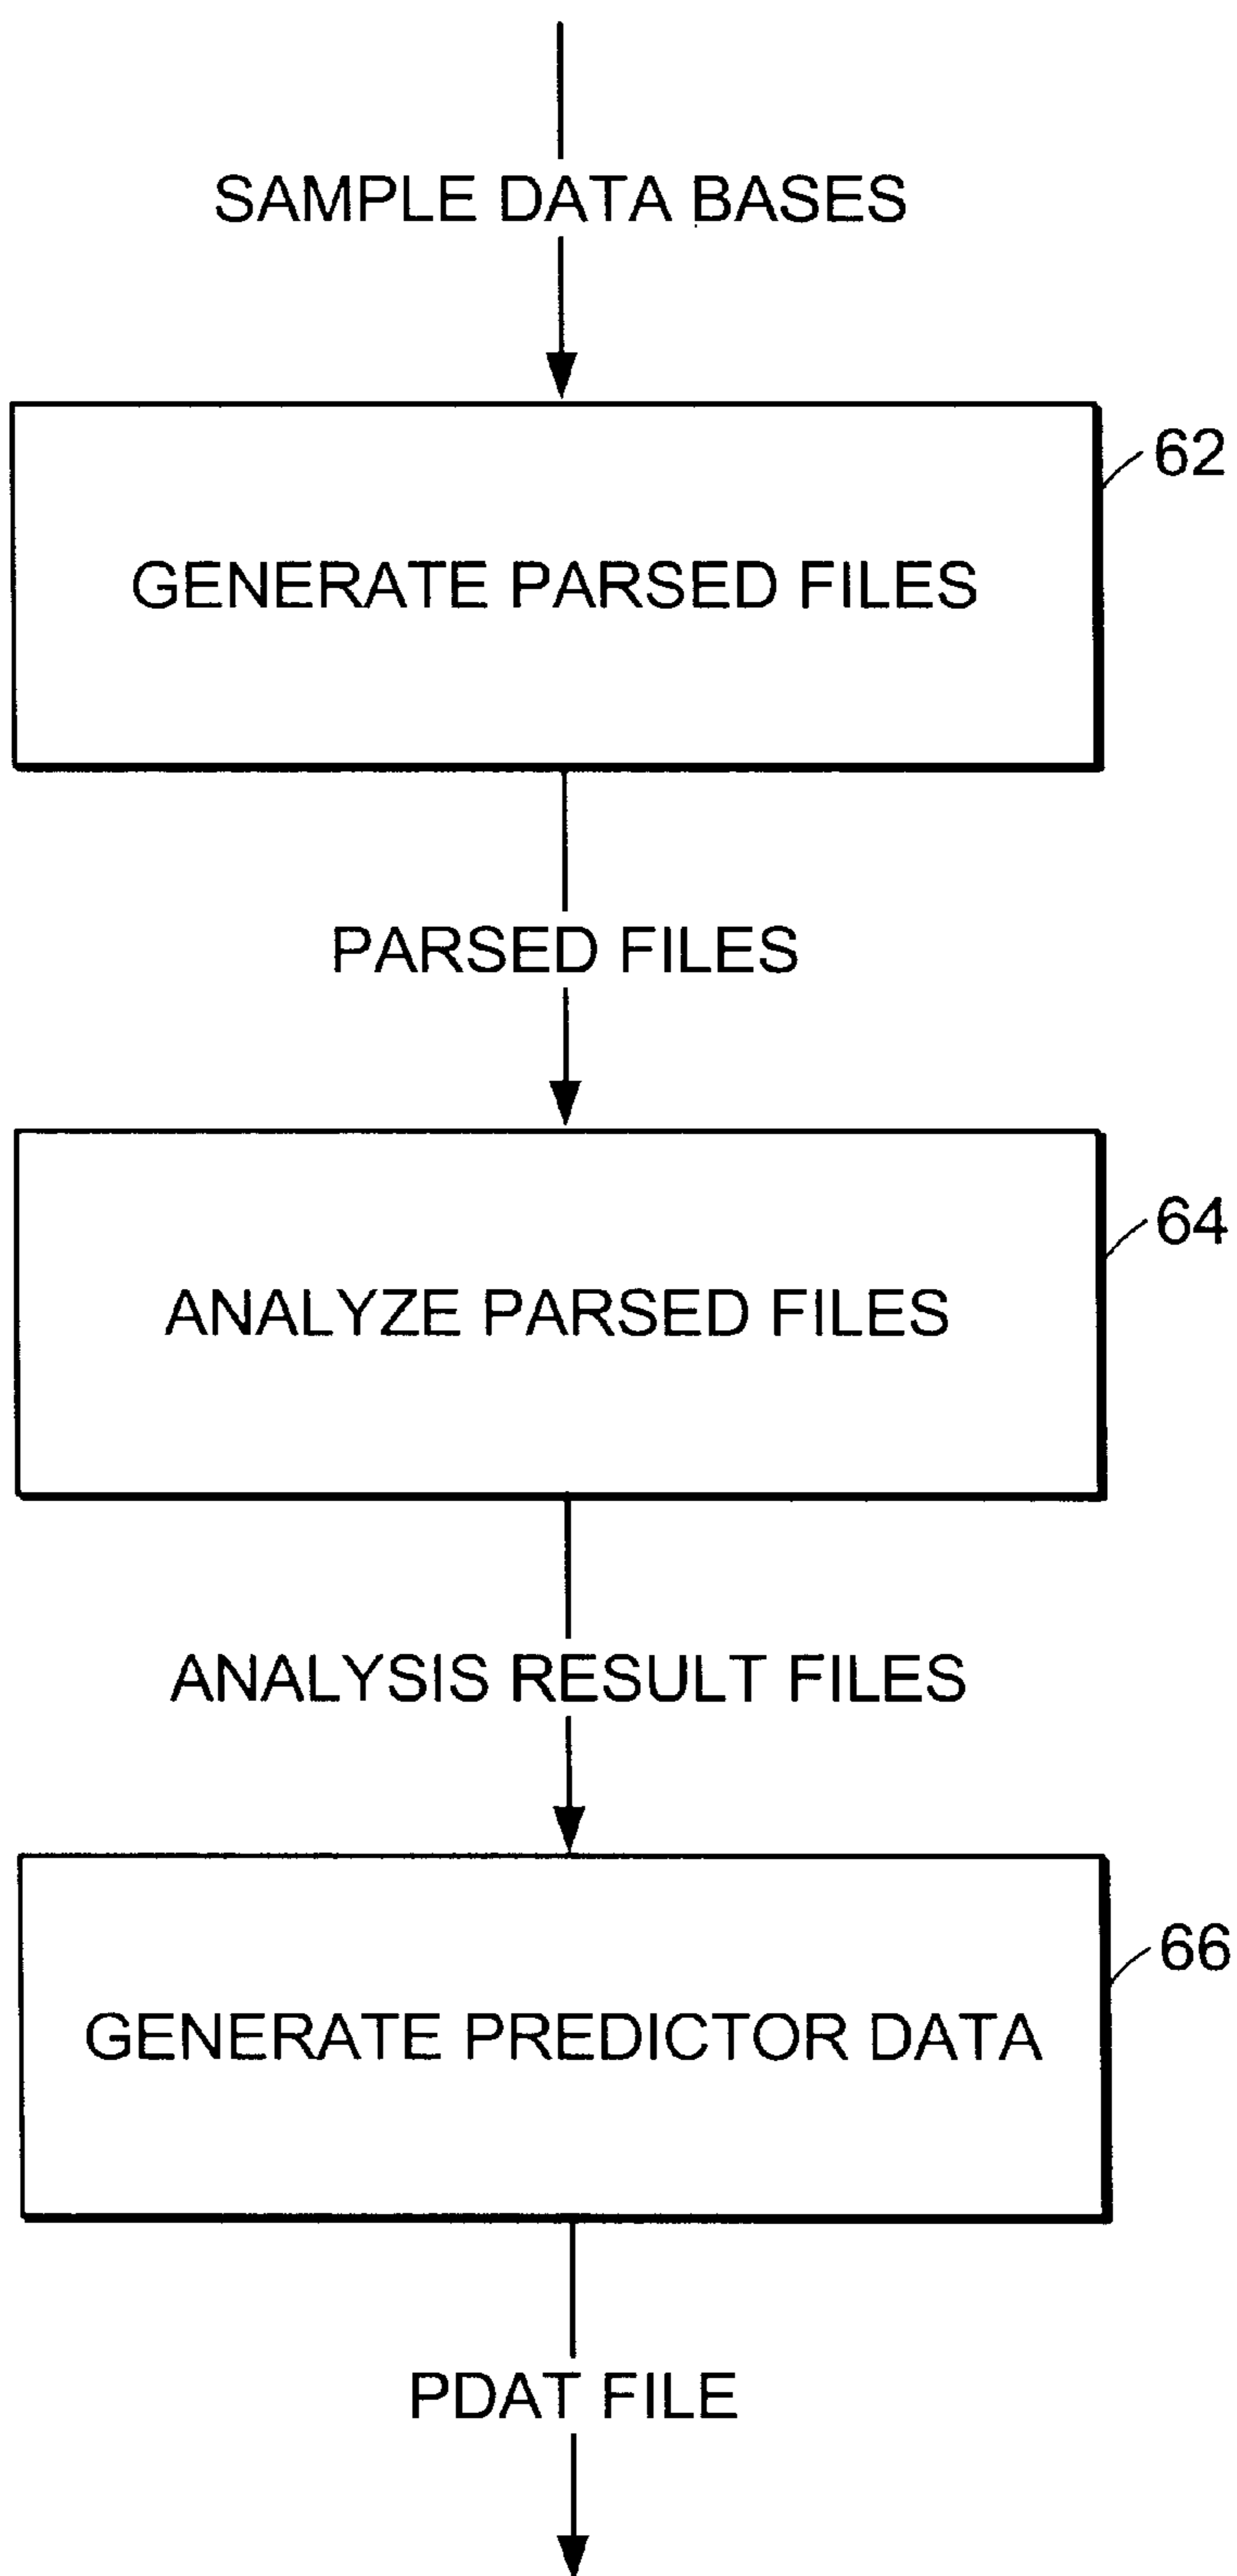 SAMPLE DATA BASES
62
GENERATE PARSED FILES
PARSED FILES
64
ANALYZE PARSED FILES
ANALYSIS RESULT FILES
66
GENERATE PREDICTOR DATA
PDAT FILE